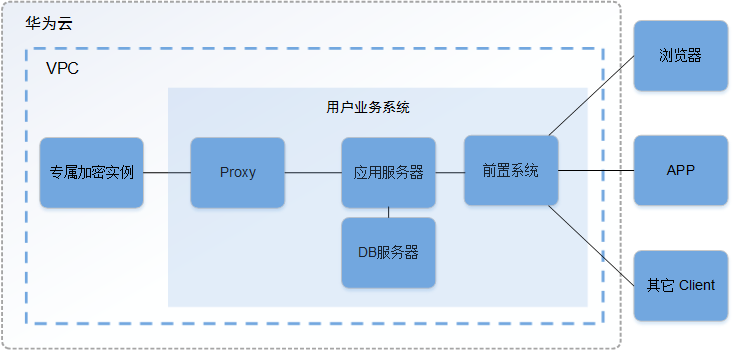 华为云
VPC
用户业务系统
专属加密实例
Proxy
应用服务器
前置系统
DB服务器
浏览器
APP
其它 Client